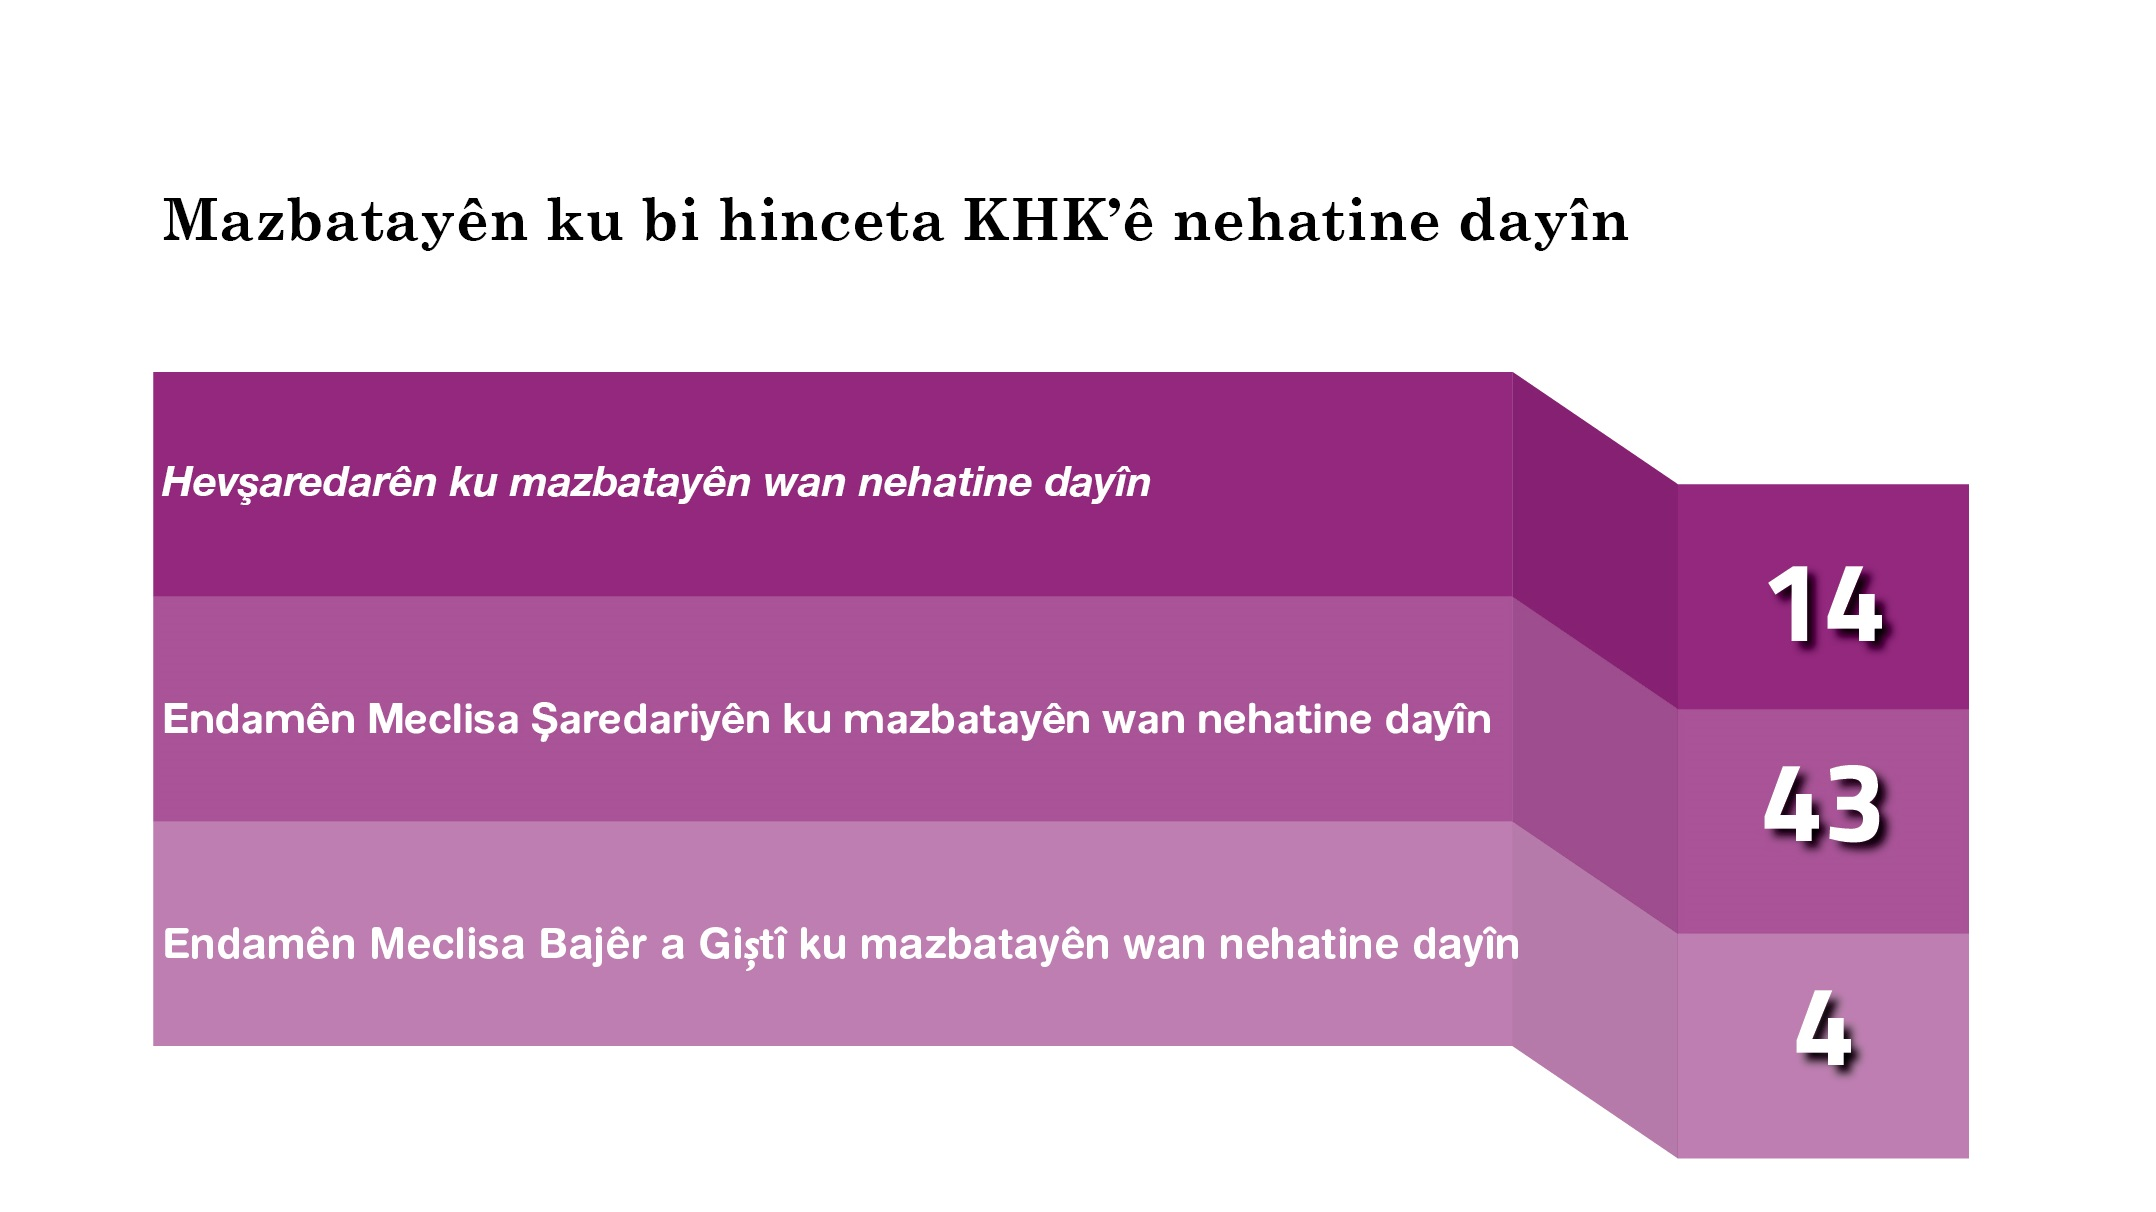 Mazbatayên ku bi hinceta KHK’ê nehatine dayîn
Hevşaredarên ku mazbatayên wan nehatine dayîn
14
Endamên Meclisa Şaredariyên ku mazbatayên wan nehatine dayîn
43
Endamên Meclisa Bajêr a Giştî ku mazbatayên wan nehatine dayîn
4